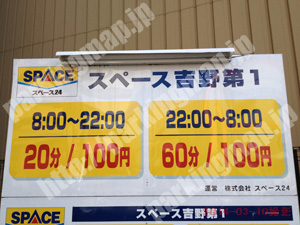 SPACE
スペース24
スペース吉野第1
8:00〜22:00
20分/100円
22:00〜8:00
60分/100円
運営 株式会社 スペース24
SPACE
スペース吉野第1